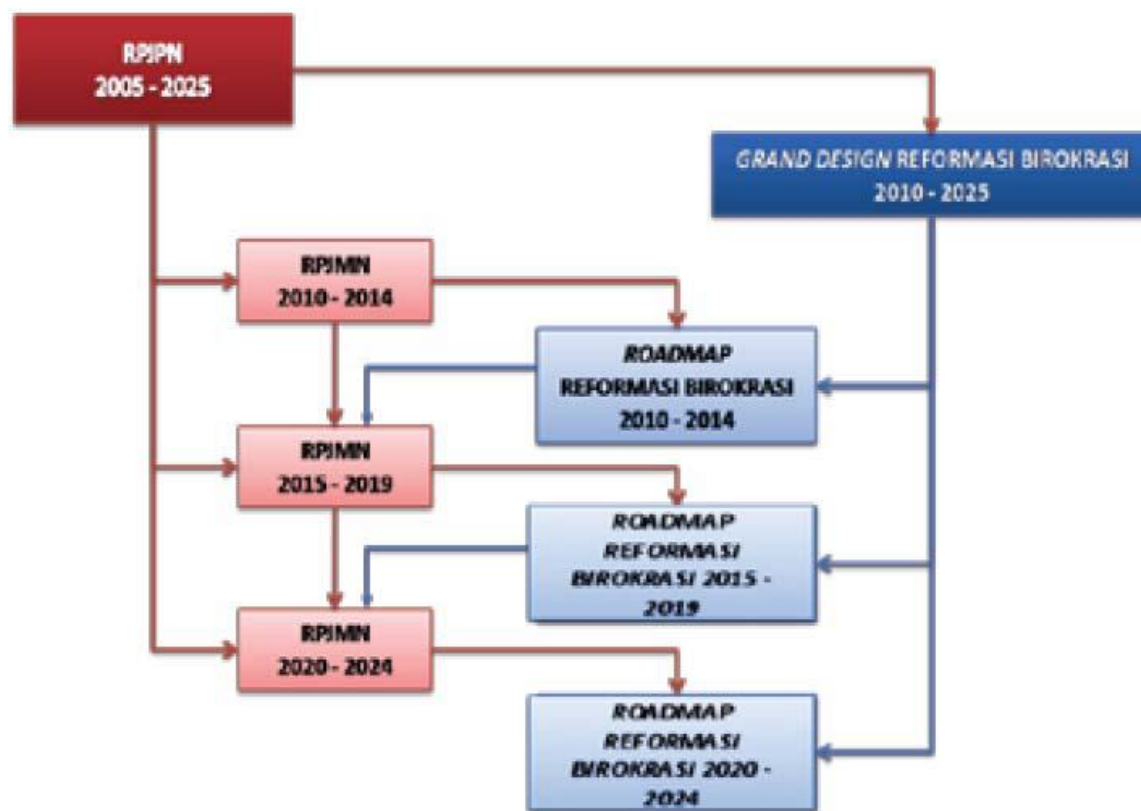 RPJPN
2005 - 2025
GRAND DESIGN REFORMASI BIROKRASI
2010 - 2025
RPJMN
2010 - 2014
ROADMAP
REFORMASI BIROKRASI
2010 - 2014
RPJMN
2015 - 2019
ROADMAP
REFORMASI
BIROKRASI 2015 -
2019
RPJMN
2020 - 2024
ROADMAP
REFORMASI
BIROKRASI 2020 -
2024